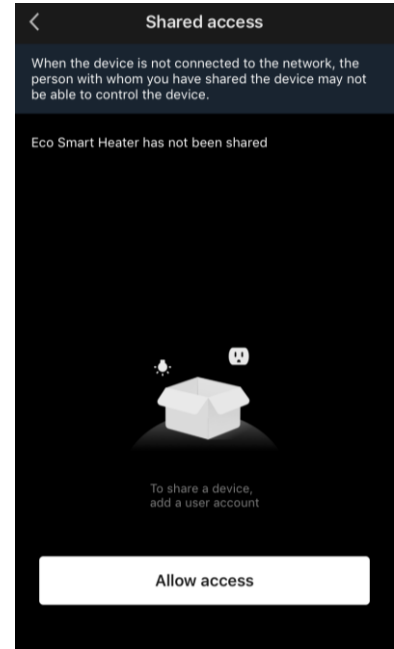 Shared access
When the device is not connected to the network, the
person with whom you have shared the device may not
be able to control the device.
Eco Smart Heater has not been shared
To share a device,
add a user account
Allow access